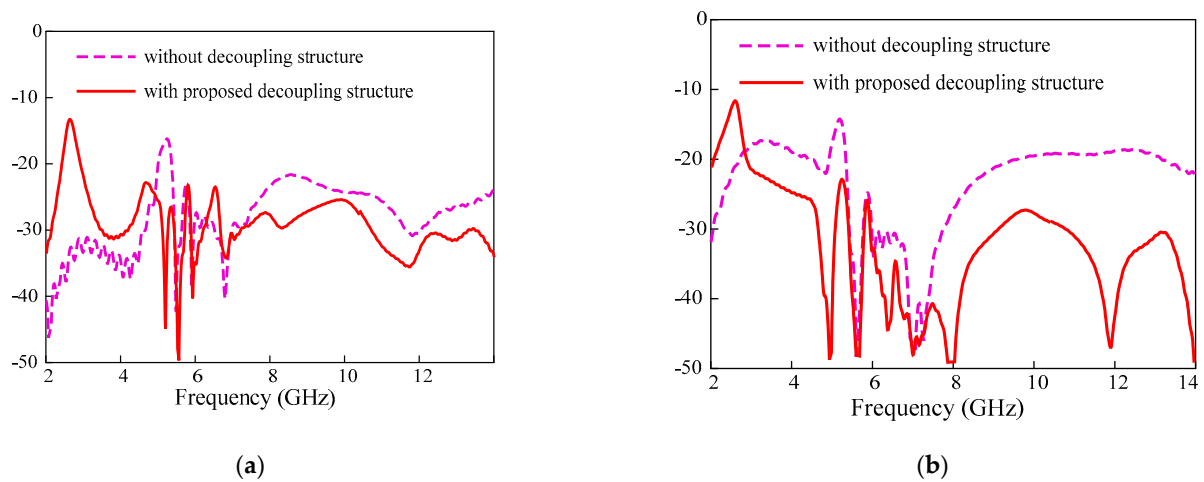 0
-10
-20
-30
-40
-50
without decoupling structure
with proposed decoupling structure
2 4 6 8 10 12
Frequency (GHz)
(a)
0
-10
-20
-30
-40
-50
without decoupling structure
with proposed decoupling structure
2 4 6 8 10 12 14
Frequency (GHz)
(b)